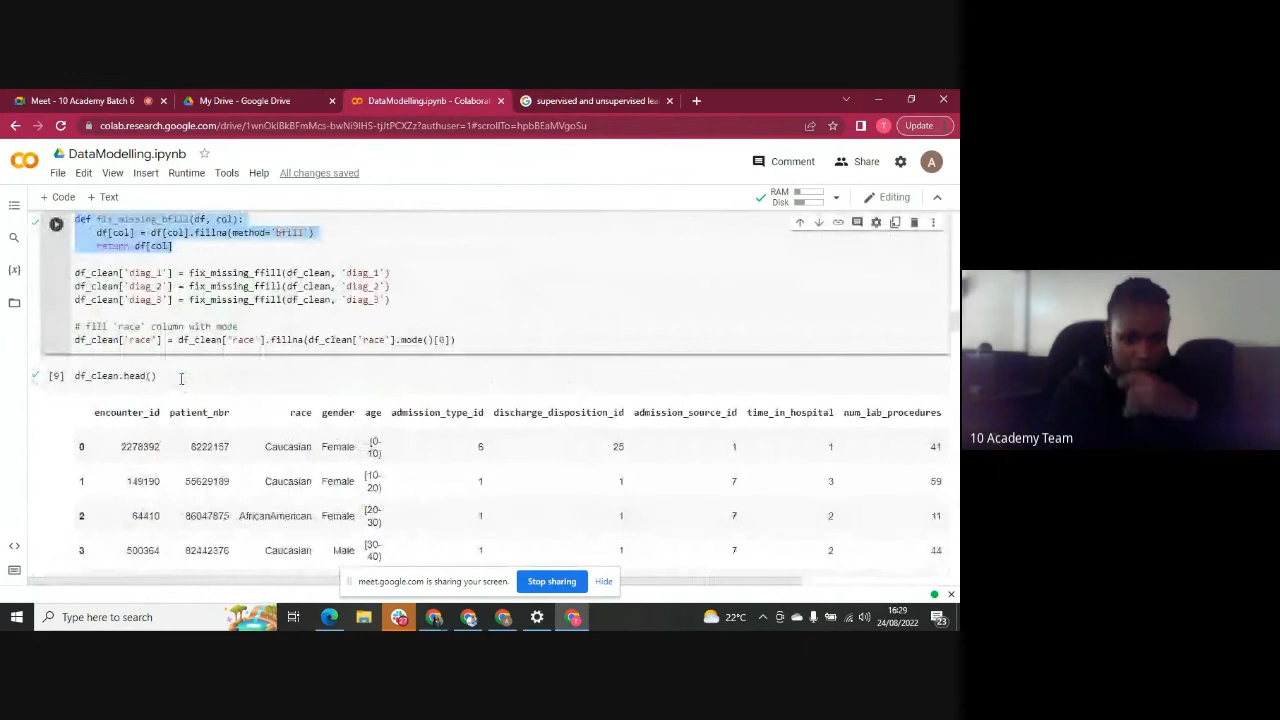 Meet - 10 Academy Batch 6
My Drive - Google Drive
DataModelling.ipynb - Colaborat
supervised and unsupervised lea
colab.research.google.com/drive/1wnOklBkBFmMcs-bwNi9IHS-tjJtPCXZz?authuser=1#scrollTo=hpbBEaMVgoSu
Update
DataModelling.ipynb
Comment
Share
A
File Edit View Insert Runtime Tools Help All changes saved
+ Code + Text
RAM
Disk
Editing
def fix_missing_bfill(df, col):
df[col] = df[col].fillna(method='bfill')
return df[col]
df_clean['diag_1'] = fix_missing_ffill(df_clean, 'diag_1')
df_clean['diag_2'] = fix_missing_ffill(df_clean, 'diag_2')
df_clean['diag_3'] = fix_missing_ffill(df_clean, 'diag_3')
# fill 'race' column with mode
df_clean['race'] = df_clean['race'].fillna(df_clean['race'].mode()[0])
[9] df_clean.head()
encounter_id patient_nbr race gender age admission_type_id discharge_disposition_id admission_source_id time_in_hospital num_lab_procedures
0 2278392 8222157 Caucasian Female [0-10) 6 25 1 1 41
1 149190 55629189 Caucasian Female [10-20) 1 1 7 3 59
2 64410 86047875 AfricanAmerican Female [20-30) 1 1 7 2 11
3 500364 82442376 Caucasian Male [30-40) 1 1 7 2 44
meet.google.com is sharing your screen. Stop sharing Hide
10 Academy Team
Type here to search
22°C
16:29
24/08/2022
23